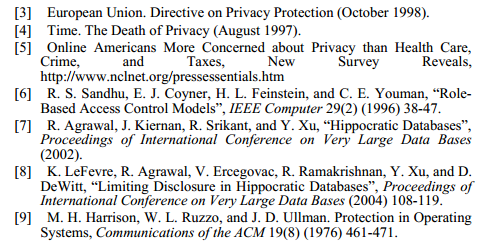 [3] European Union. Directive on Privacy Protection (October 1998).
[4] Time. The Death of Privacy (August 1997).
[5] Online Americans More Concerned about Privacy than Health Care,
Crime, and Taxes, New Survey Reveals,
http://www.nclnet.org/pressessentials.htm
[6] R. S. Sandhu, E. J. Coyner, H. L. Feinstein, and C. E. Youman, “Role-
Based Access Control Models”, IEEE Computer 29(2) (1996) 38-47.
[7] R. Agrawal, J. Kiernan, R. Srikant, and Y. Xu, “Hippocratic Databases”,
Proceedings of International Conference on Very Large Data Bases
(2002).
[8] K. LeFevre, R. Agrawal, V. Ercegovac, R. Ramakrishnan, Y. Xu, and D.
DeWitt, “Limiting Disclosure in Hippocratic Databases”, Proceedings of
International Conference on Very Large Data Bases (2004) 108-119.
[9] M. H. Harrison, W. L. Ruzzo, and J. D. Ullman. Protection in Operating
Systems, Communications of the ACM 19(8) (1976) 461-471.